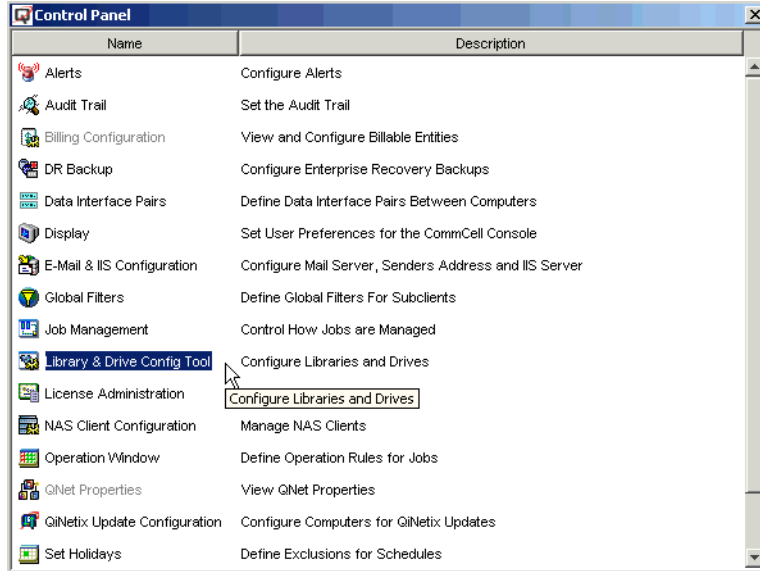 Control Panel
Name Description
Alerts Configure Alerts
Audit Trail Set the Audit Trail
Billing Configuration View and Configure Billable Entities
DR Backup Configure Enterprise Recovery Backups
Data Interface Pairs Define Data Interface Pairs Between Computers
Display Set User Preferences for the CommCell Console
E-Mail & IIS Configuration Configure Mail Server, Senders Address and IIS Server
Global Filters Define Global Filters For Subclients
Job Management Control How Jobs are Managed
Library & Drive Config Tool Configure Libraries and Drives
License Administration Configure Libraries and Drives
NAS Client Configuration Manage NAS Clients
Operation Window Define Operation Rules for Jobs
QNet Properties View QNet Properties
QiNetix Update Configuration Configure Computers for QiNetix Updates
Set Holidays Define Exclusions for Schedules